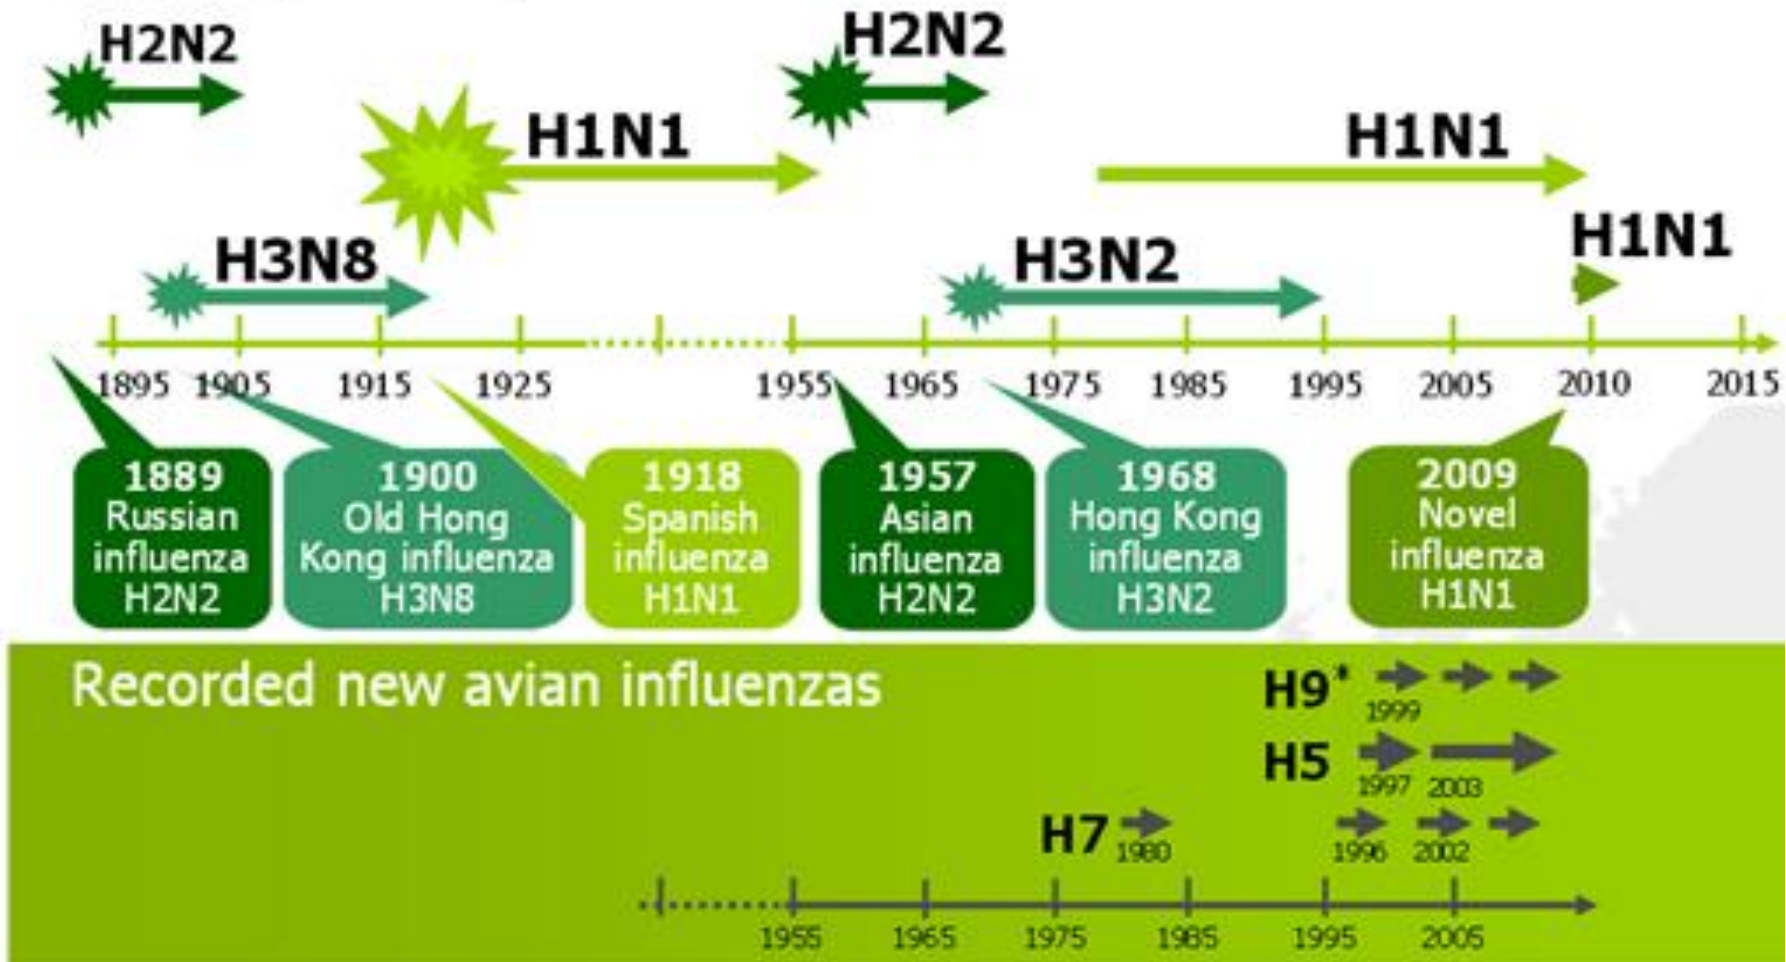 H2N2
H2N2
H1N1
H1N1
H1N1
H3N8
H3N2
1895 1905 1915 1925 1955 1965 1975 1985 1995 2005 2010 2015
1889
Russian
influenza
H2N2
1900
Old Hong
Kong influenza
H3N8
1918
Spanish
influenza
H1N1
1957
Asian
influenza
H2N2
1968
Hong Kong
influenza
H3N2
2009
Novel
influenza
H1N1
Recorded new avian influenzas
H9*
1999
H5
1997 2003
H7
1980 1996 2002
1955 1965 1975 1985 1995 2005